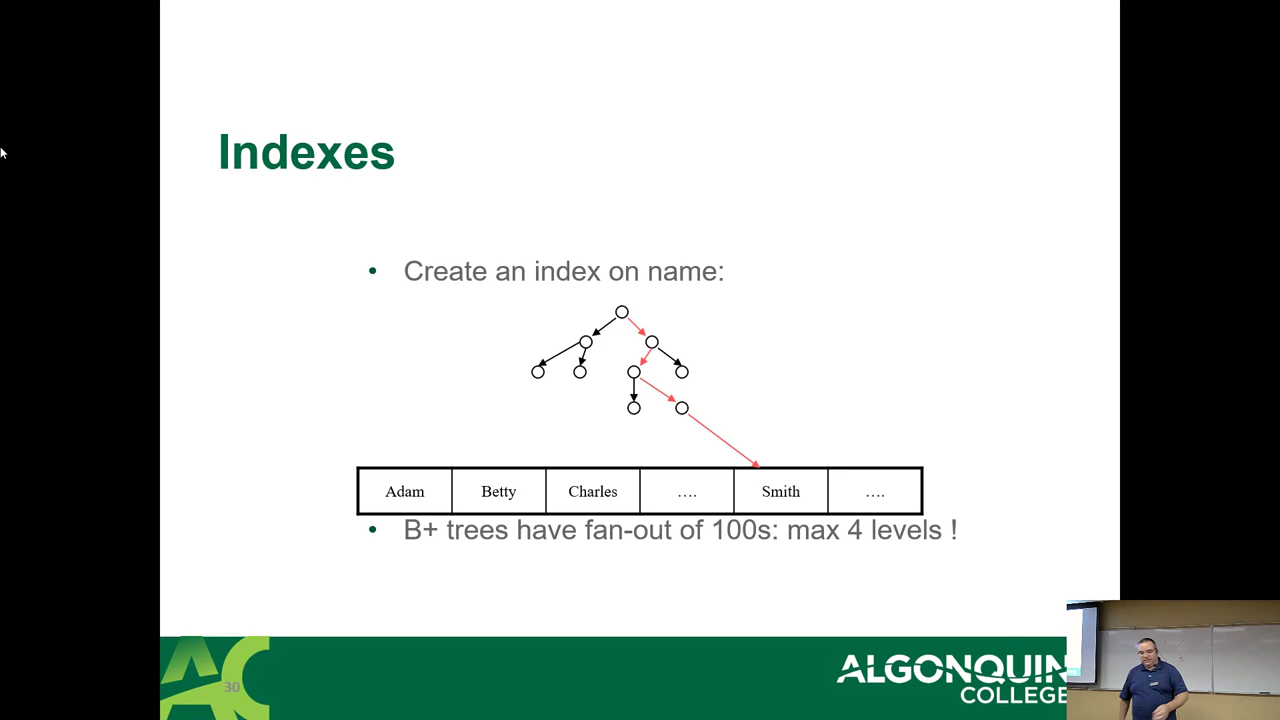 Indexes
• Create an index on name:
Adam Betty Charles …. Smith ….
• B+ trees have fan-out of 100s: max 4 levels !
AC
30
ALGONQUIN
COLLEGE